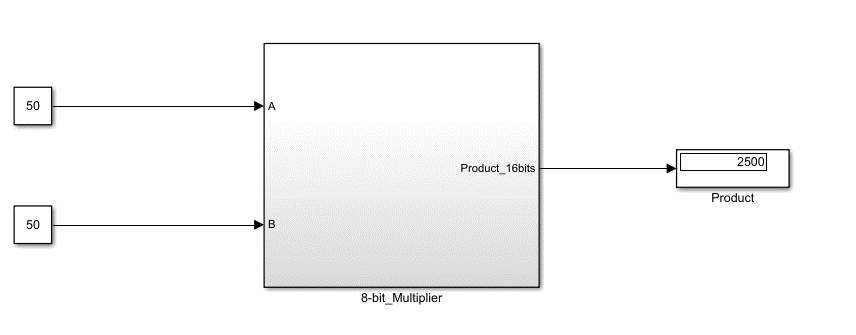 50
A
Product_16bits
2500
Product
50
B
8-bit_Multiplier